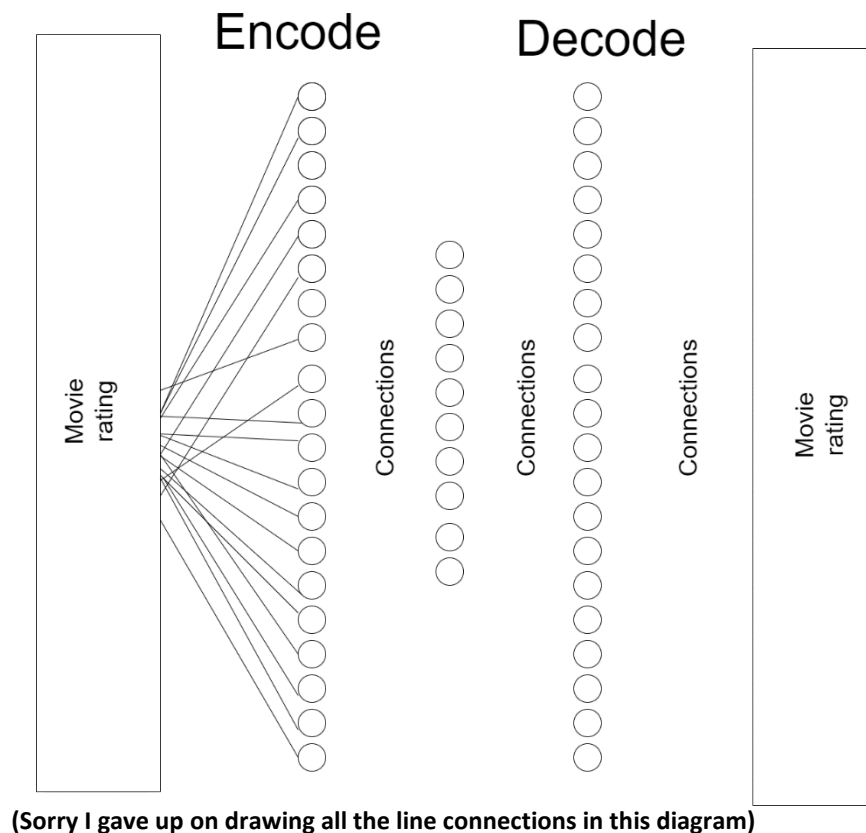 Encode
Decode
Movie
rating
Connections
Connections
Connections
Movie
rating
(Sorry I gave up on drawing all the line connections in this diagram)